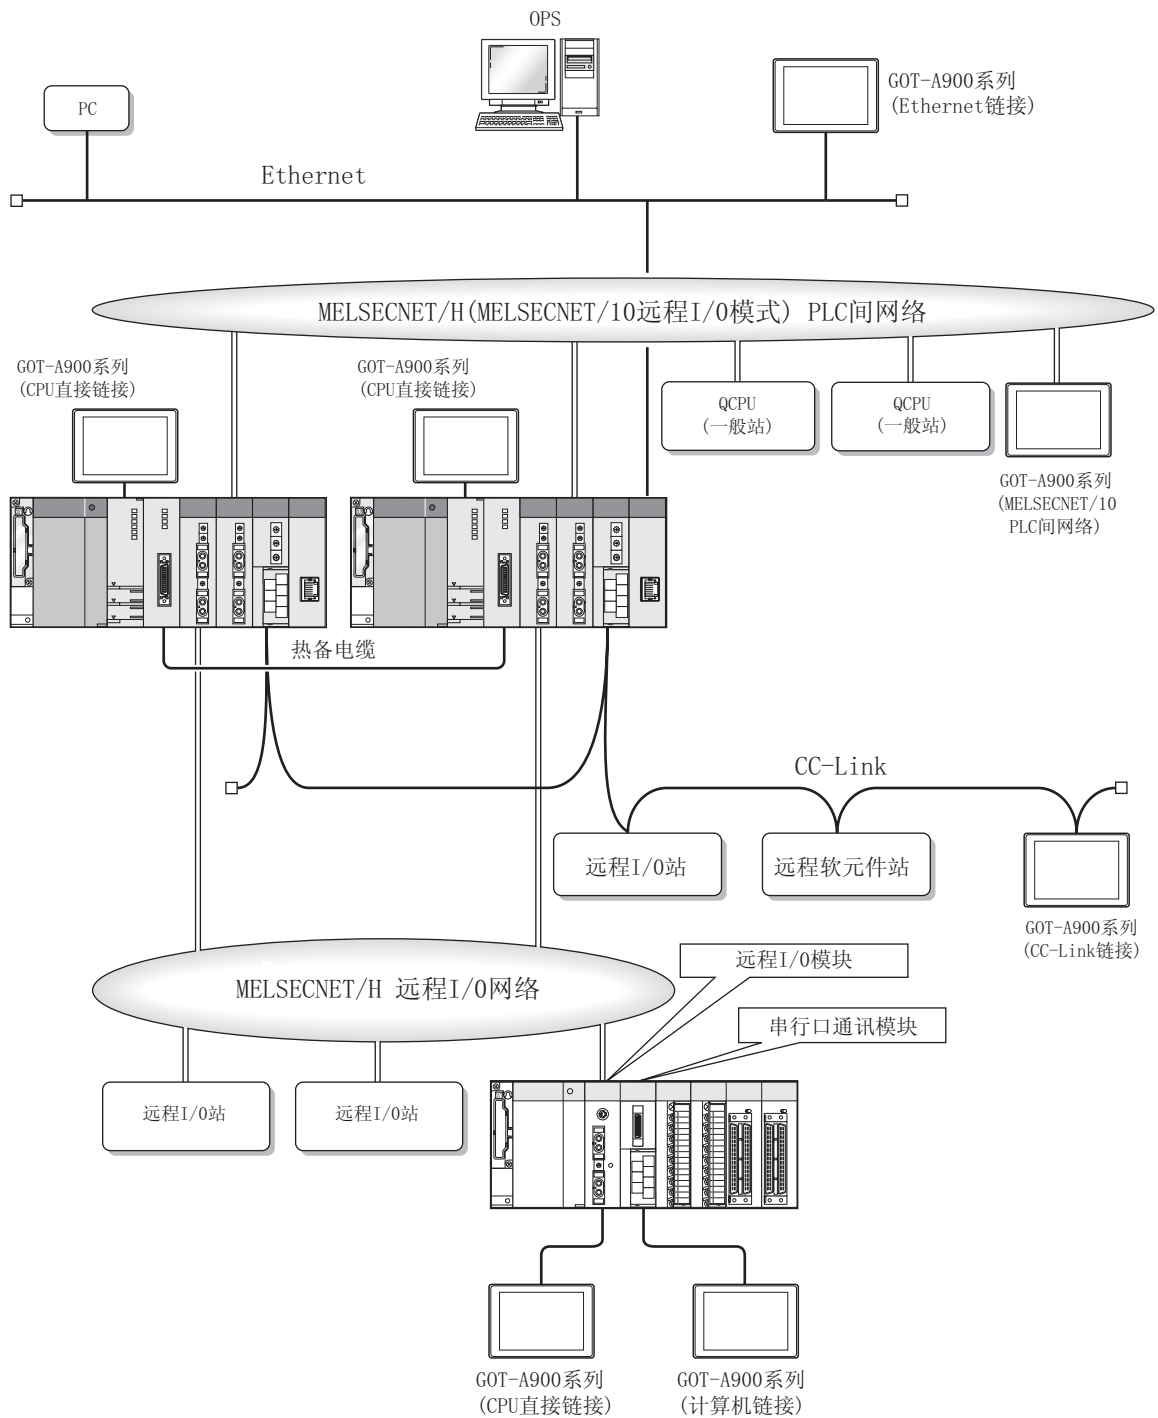 OPS
PC
GOT-A900系列
(Ethernet链接)
Ethernet
MELSECNET/H(MELSECNET/10远程I/O模式) PLC间网络
GOT-A900系列
(CPU直接链接)
GOT-A900系列
(CPU直接链接)
QCPU
(一般站)
QCPU
(一般站)
GOT-A900系列
(MELSECNET/10
PLC间网络)
热备电缆
CC-Link
远程I/O站
远程软元件站
GOT-A900系列
(CC-Link链接)
MELSECNET/H 远程I/O网络
远程I/O模块
串行口通讯模块
远程I/O站
远程I/O站
GOT-A900系列
(CPU直接链接)
GOT-A900系列
(计算机链接)